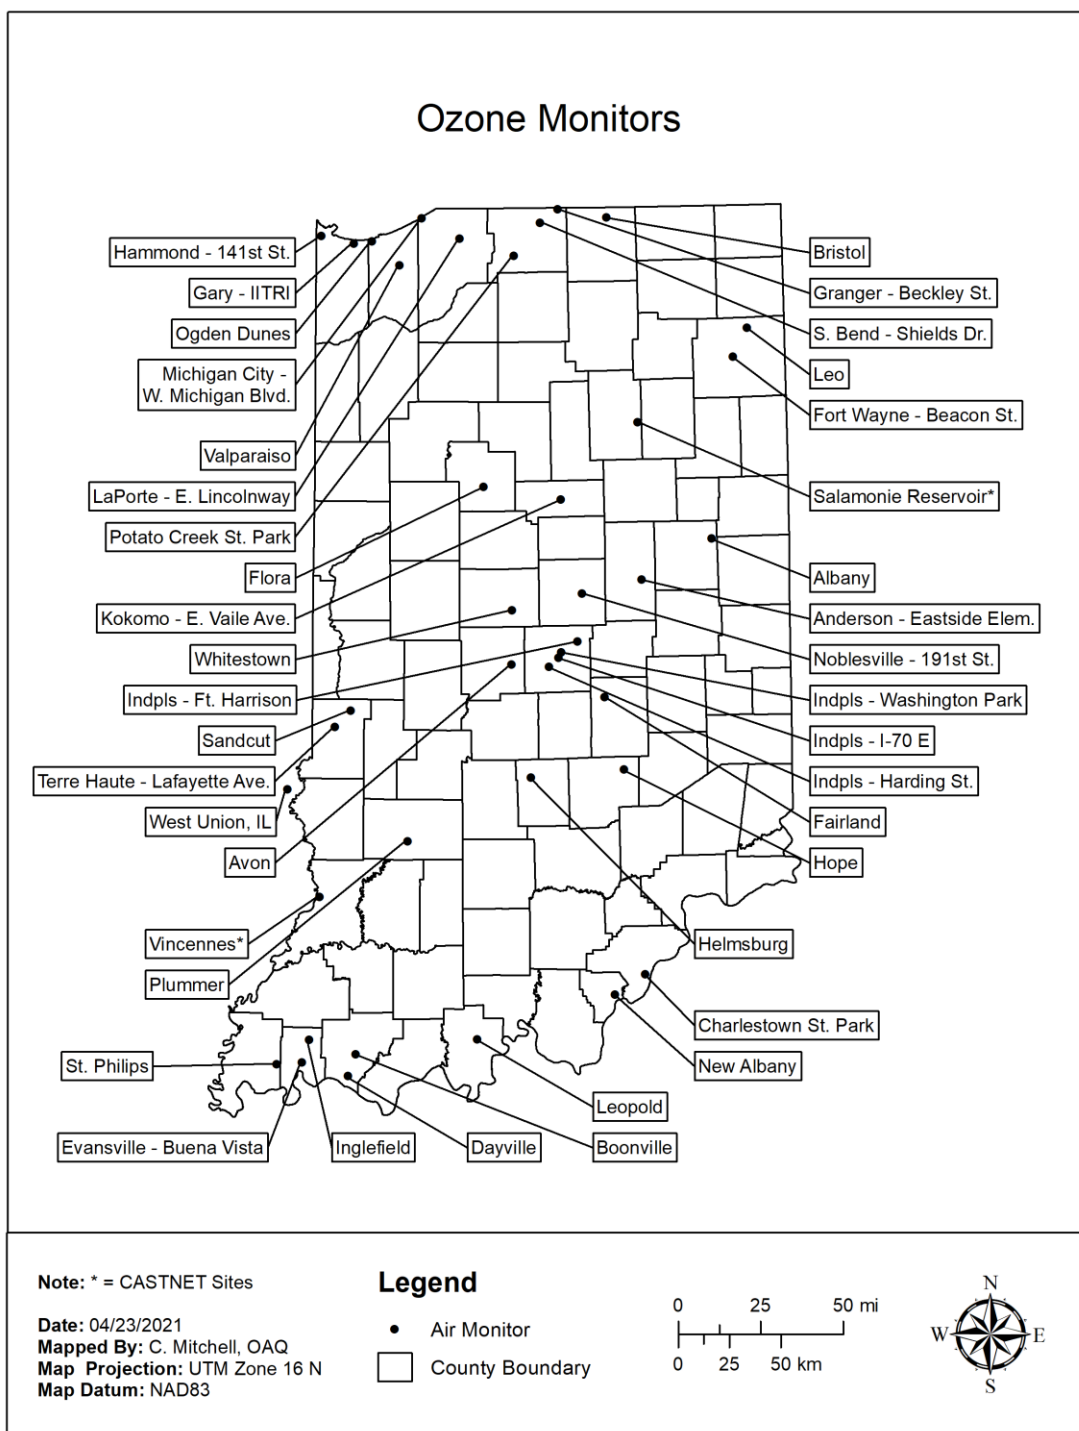 Ozone Monitors
Hammond - 141st St.
Gary - IITRI
Ogden Dunes
Michigan City -
W. Michigan Blvd.
Valparaiso
LaPorte - E. Lincolnway
Potato Creek St. Park
Flora
Kokomo - E. Vaile Ave.
Whitestown
Indpls - Ft. Harrison
Sandcut
Terre Haute - Lafayette Ave.
West Union, IL
Avon
Vincennes*
Plummer
St. Philips
Evansville - Buena Vista
Inglefield
Dayville
Boonville
Leopold
New Albany
Charlestown St. Park
Helmsburg
Bristol
Granger - Beckley St.
S. Bend - Shields Dr.
Leo
Fort Wayne - Beacon St.
Salamonie Reservoir*
Albany
Anderson - Eastside Elem.
Noblesville - 191st St.
Indpls - Washington Park
Indpls - I-70 E
Indpls - Harding St.
Fairland
Hope
Note: * = CASTNET Sites
Date: 04/23/2021
Mapped By: C. Mitchell, OAQ
Map Projection: UTM Zone 16 N
Map Datum: NAD83
Legend
Air Monitor
County Boundary
0 25 50 mi
0 25 50 km
N
W E
S